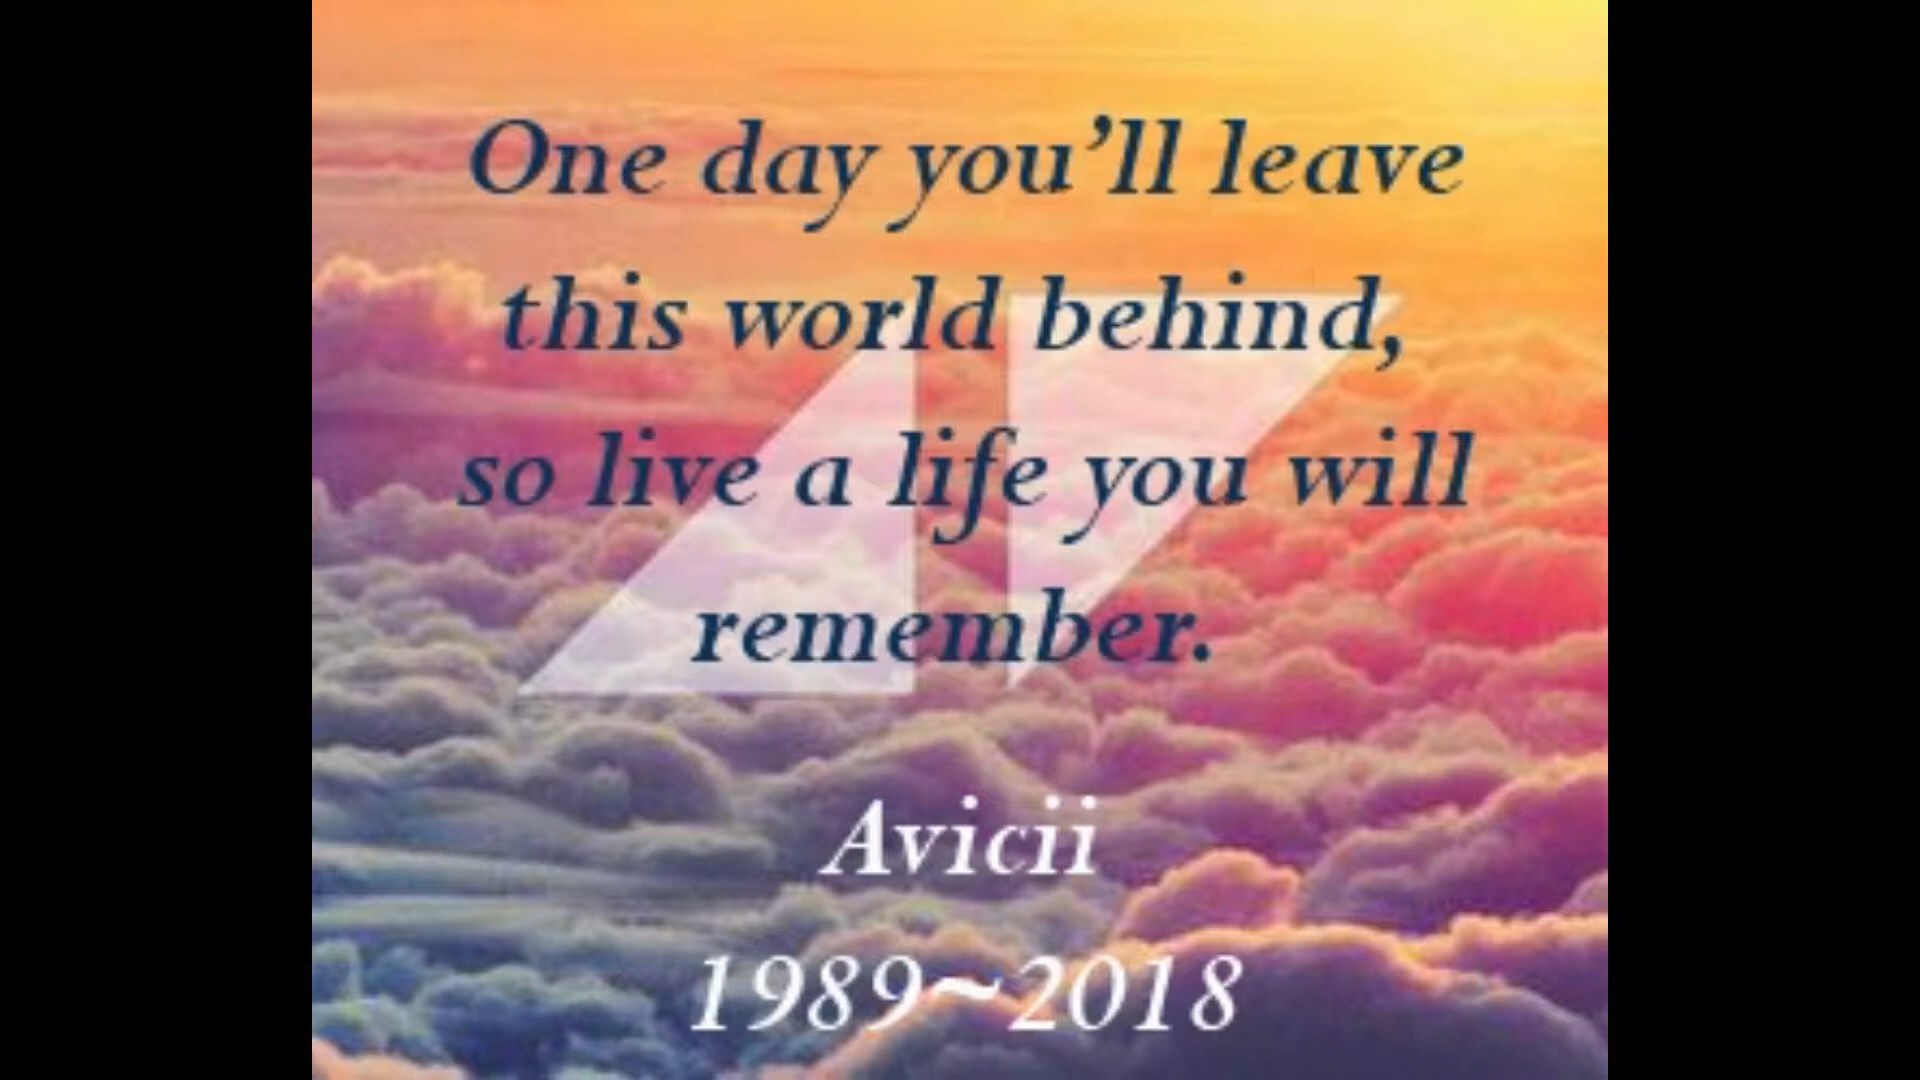 One day you’ll leave
this world behind,
so live a life you will
remember.
Avicii
1989~2018